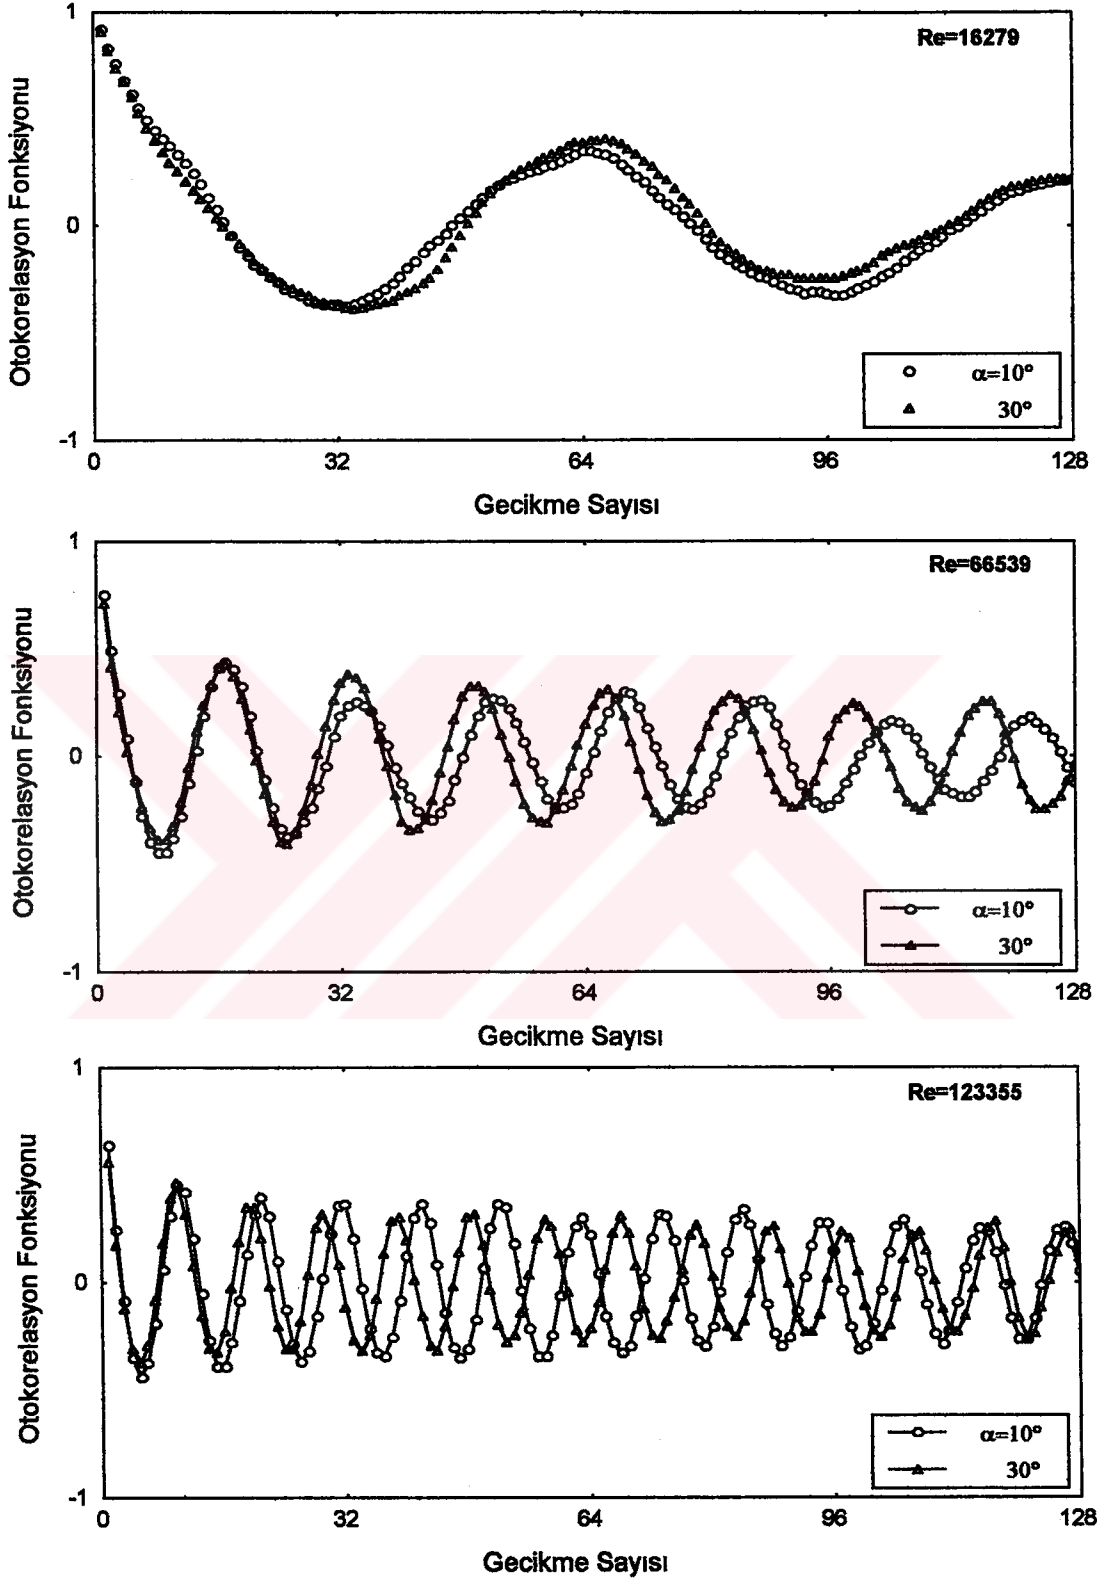 Re=16279
1
0
-1
Otokorelasyon Fonksiyonu
α=10°
30°
0 32 64 96 128
Gecikme Sayısı
Re=66539
1
0
-1
Otokorelasyon Fonksiyonu
α=10°
30°
0 32 64 96 128
Gecikme Sayısı
Re=123355
1
0
-1
Otokorelasyon Fonksiyonu
α=10°
30°
0 32 64 96 128
Gecikme Sayısı